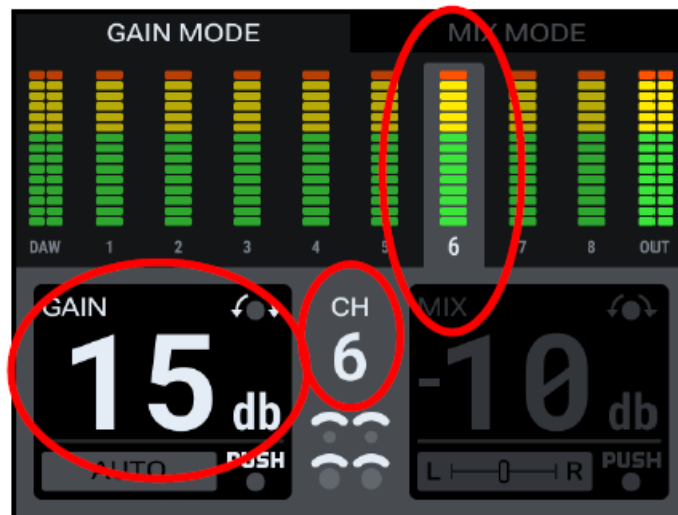 GAIN MODE MIX MODE
DAW 1 2 3 4 5 6 7 8 OUT
GAIN CH MIX
15 db 6 -10 db
AUTO PUSH L R PUSH